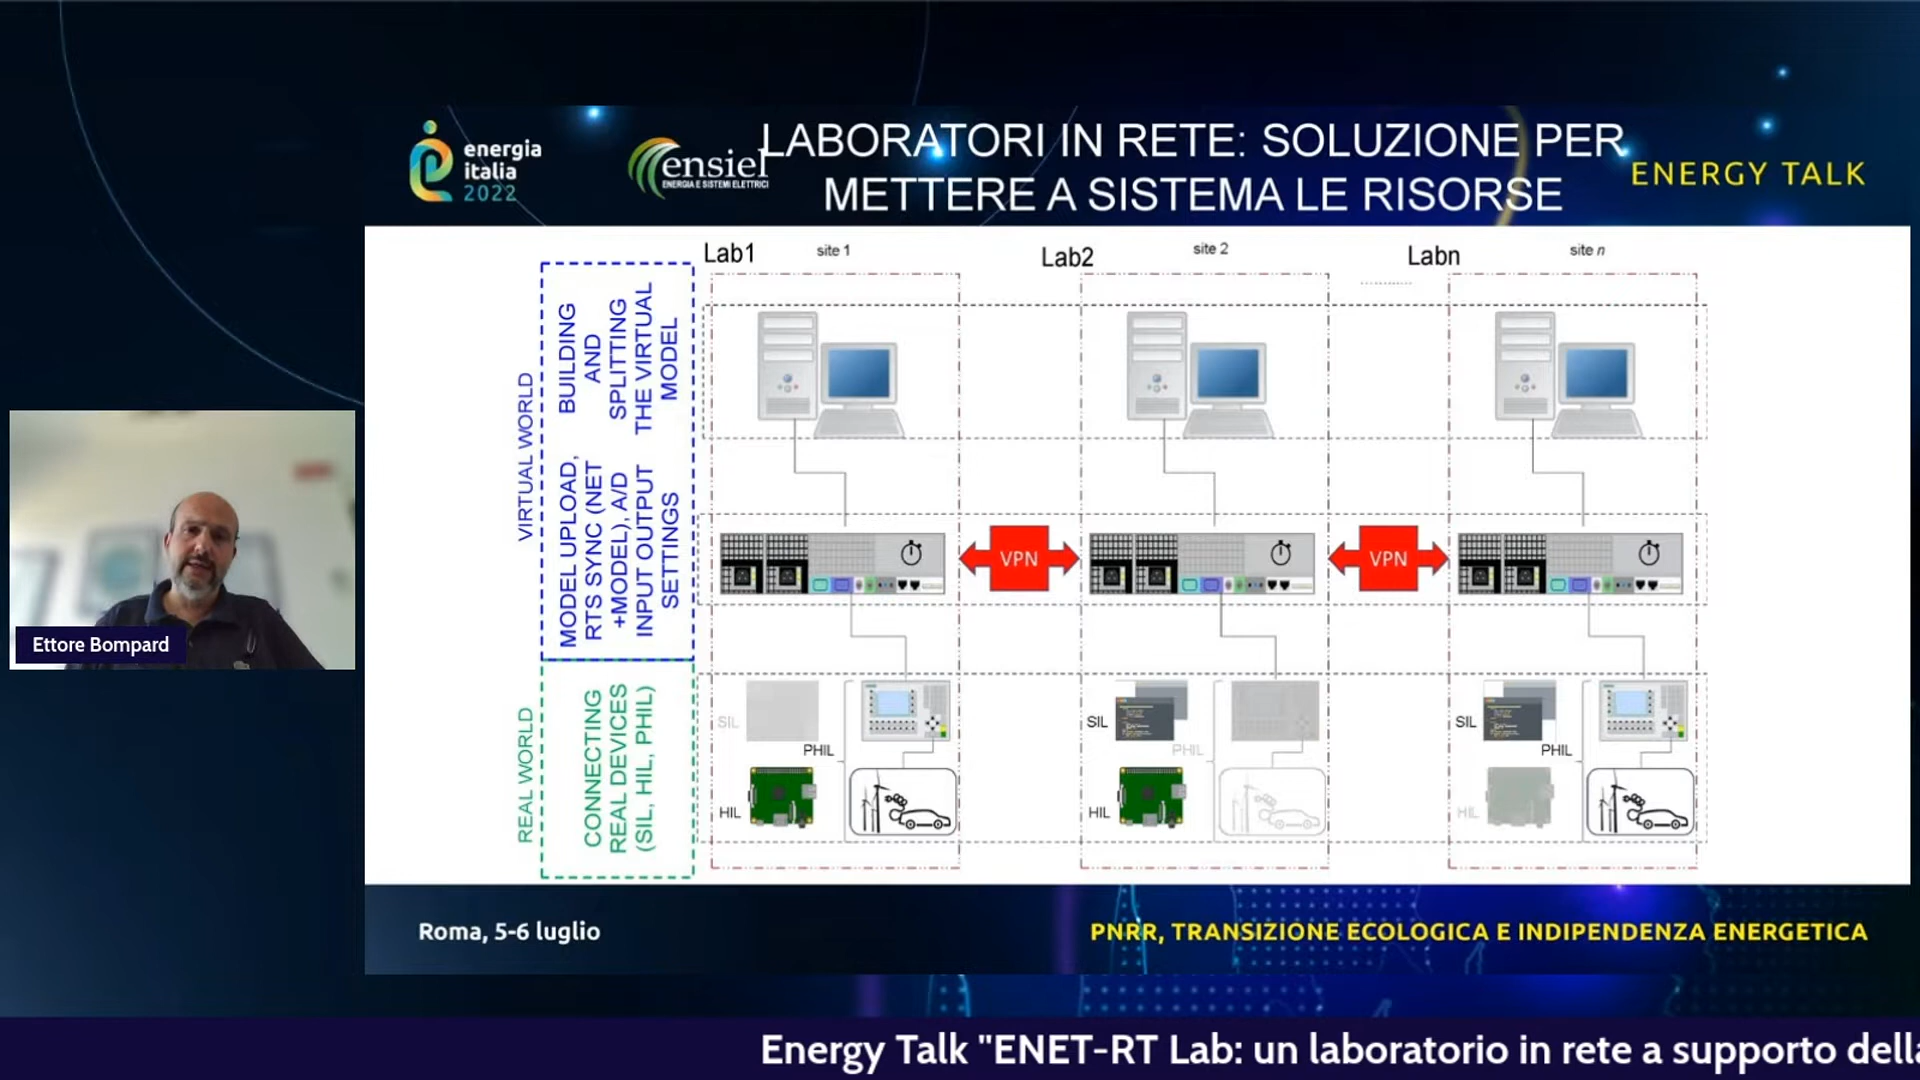 energia
italia
2022
ensiel
ENERGIA E SISTEMI ELETTRICI
LABORATORI IN RETE: SOLUZIONE PER
METTERE A SISTEMA LE RISORSE
ENERGY TALK
Lab1
site 1
Lab2
site 2
Labn
site n
VIRTUAL WORLD
BUILDING
AND
SPLITTING
THE VIRTUAL
MODEL
MODEL UPLOAD,
RTS SYNC (NET
+MODEL), A/D
INPUT OUTPUT
SETTINGS
VPN
VPN
REAL WORLD
CONNECTING
REAL DEVICES
(SIL, HIL, PHIL)
SIL
PHIL
HIL
SIL
PHIL
HIL
SIL
PHIL
HIL
Ettore Bompard
Roma, 5-6 luglio
PNRR, TRANSIZIONE ECOLOGICA E INDIPENDENZA ENERGETICA
Energy Talk "ENET-RT Lab: un laboratorio in rete a supporto della